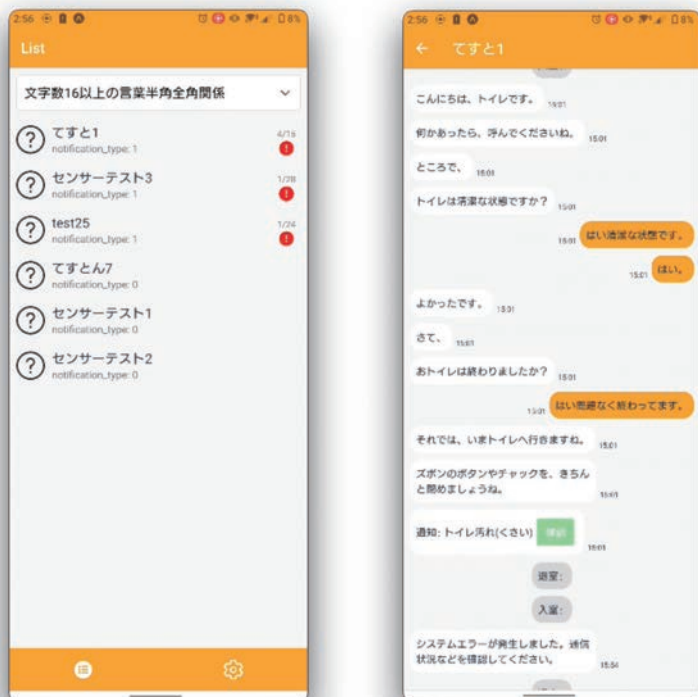 2:56
8%
List
文字数16以上の言葉半角全角関係
てすと1
notification_type: 1
4/15
センサーテスト3
notification_type: 1
1/28
test25
notification_type: 1
1/24
てすとん7
notification_type: 0
センサーテスト1
notification_type: 0
センサーテスト2
notification_type: 0
2:56
8%
てすと1
こんにちは、トイレです。
15:01
何かあったら、呼んでくださいね。
15:01
ところで、
15:01
トイレは清潔な状態ですか？
15:01
15:01
はい清潔な状態です。
15:01
はい。
よかったです。
15:01
さて、
15:01
おトイレは終わりましたか？
15:01
15:01
はい問題なく終わってます。
それでは、いまトイレへ行きますね。
15:01
ズボンのボタンやチャックを、きちん
と閉めましょうね。
15:01
通知: トイレ汚れ(くさい)
15:01
退室:
入室:
システムエラーが発生しました。通信
状況などを確認してください。
15:04